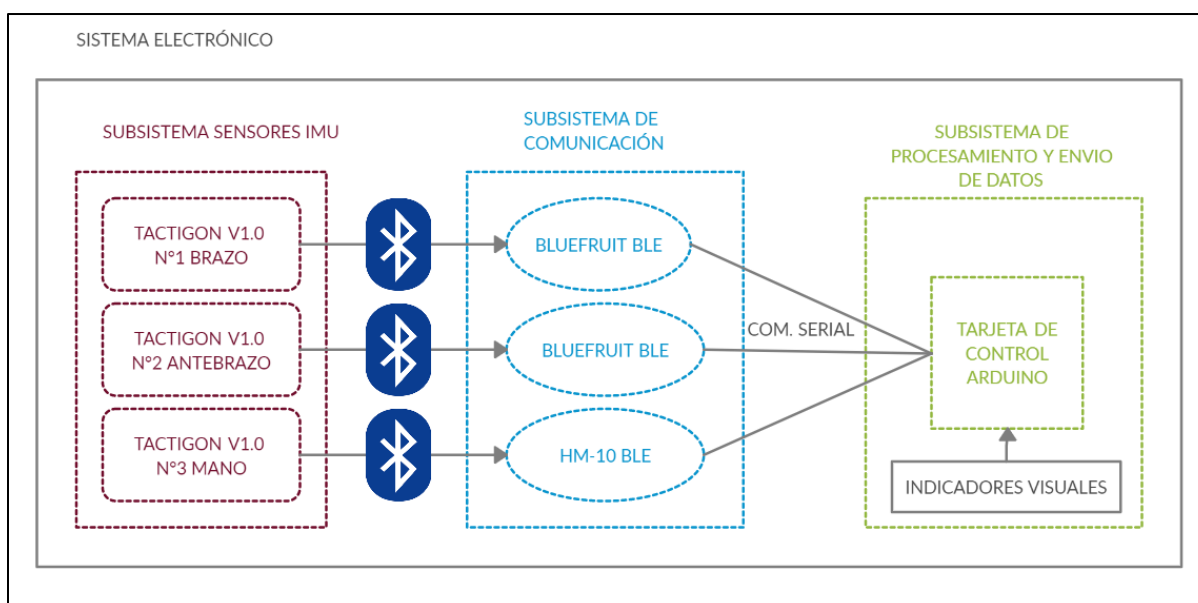 SISTEMA ELECTRÓNICO
SUBSISTEMA SENSORES IMU
TACTIGON V1.0
N°1 BRAZO
TACTIGON V1.0
N°2 ANTEBRAZO
TACTIGON V1.0
N°3 MANO
SUBSISTEMA DE
COMUNICACIÓN
BLUEFRUIT BLE
BLUEFRUIT BLE
HM-10 BLE
COM. SERIAL
SUBSISTEMA DE
PROCESAMIENTO Y ENVIO
DE DATOS
TARJETA DE
CONTROL
ARDUINO
INDICADORES VISUALES